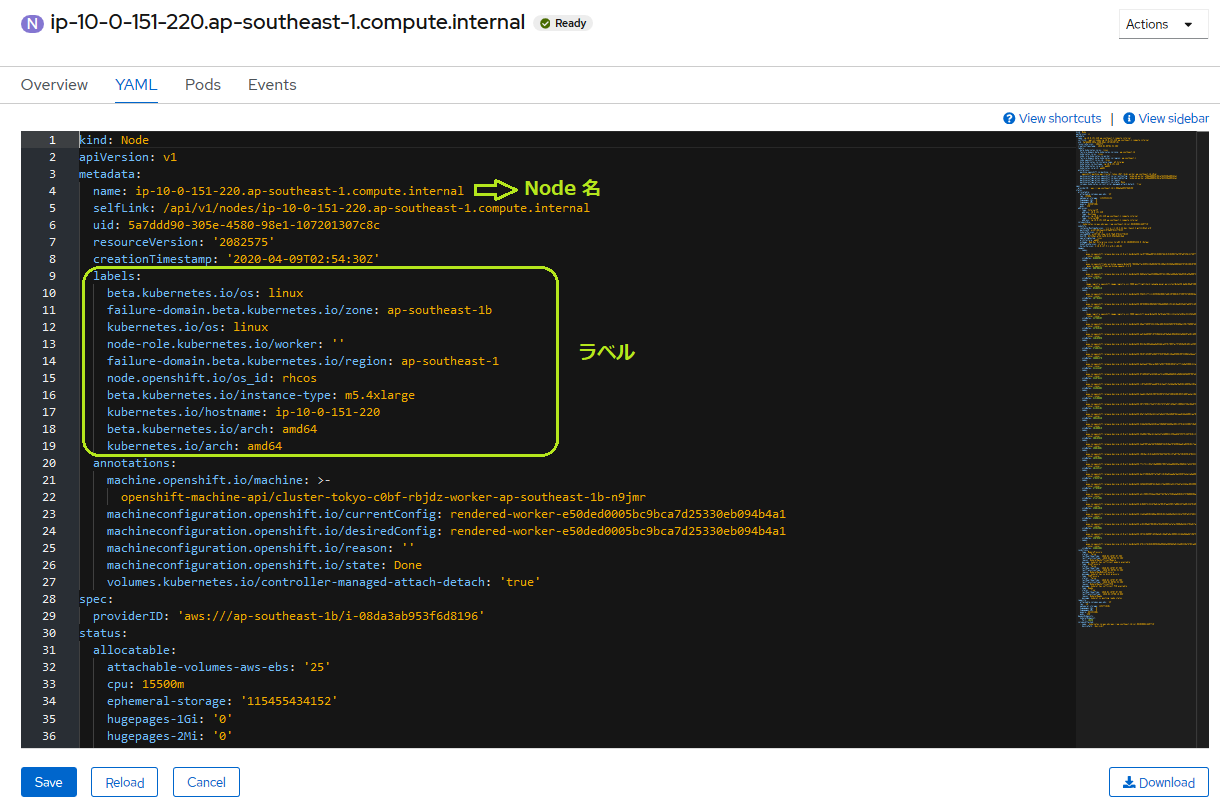 N ip-10-0-151-220.ap-southeast-1.compute.internal Ready
Actions
Overview YAML Pods Events
View shortcuts | View sidebar
1 kind: Node
2 apiVersion: v1
3 metadata:
4 name: ip-10-0-151-220.ap-southeast-1.compute.internal Node 名
5 selfLink: /api/v1/nodes/ip-10-0-151-220.ap-southeast-1.compute.internal
6 uid: 5a7ddd90-305e-4580-98e1-107201307c8c
7 resourceVersion: '2082575'
8 creationTimestamp: '2020-04-09T02:54:30Z'
9 labels:
10 beta.kubernetes.io/os: linux
11 failure-domain.beta.kubernetes.io/zone: ap-southeast-1b
12 kubernetes.io/os: linux
13 node-role.kubernetes.io/worker: ''
ラベル
14 failure-domain.beta.kubernetes.io/region: ap-southeast-1
15 node.openshift.io/os_id: rhcos
16 beta.kubernetes.io/instance-type: m5.4xlarge
17 kubernetes.io/hostname: ip-10-0-151-220
18 beta.kubernetes.io/arch: amd64
19 kubernetes.io/arch: amd64
20 annotations:
21 machine.openshift.io/machine: >-
22 openshift-machine-api/cluster-tokyo-c0bf-rbjdz-worker-ap-southeast-1b-n9jmr
23 machineconfiguration.openshift.io/currentConfig: rendered-worker-e50ded0005bc9bca7d25330eb094b4a1
24 machineconfiguration.openshift.io/desiredConfig: rendered-worker-e50ded0005bc9bca7d25330eb094b4a1
25 machineconfiguration.openshift.io/reason: ''
26 machineconfiguration.openshift.io/state: Done
27 volumes.kubernetes.io/controller-managed-attach-detach: 'true'
28 spec:
29 providerID: 'aws:///ap-southeast-1b/i-08da3ab953f6d8196'
30 status:
31 allocatable:
32 attachable-volumes-aws-ebs: '25'
33 cpu: 15500m
34 ephemeral-storage: '115455434152'
35 hugepages-1Gi: '0'
36 hugepages-2Mi: '0'
Save Reload Cancel Download